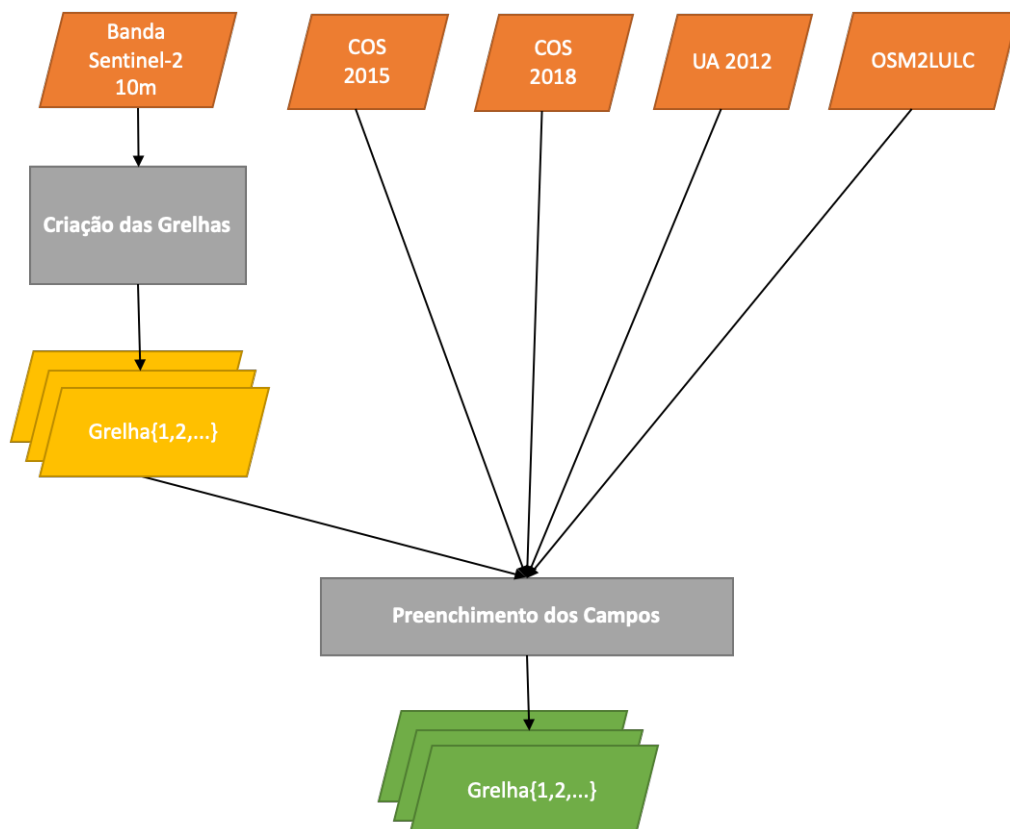 Banda
Sentinel-2
10m
COS
2015
COS
2018
UA 2012
OSM2LULC
Criação das Grelhas
Grelha{1,2,...}
Preenchimento dos Campos
Grelha{1,2,...}